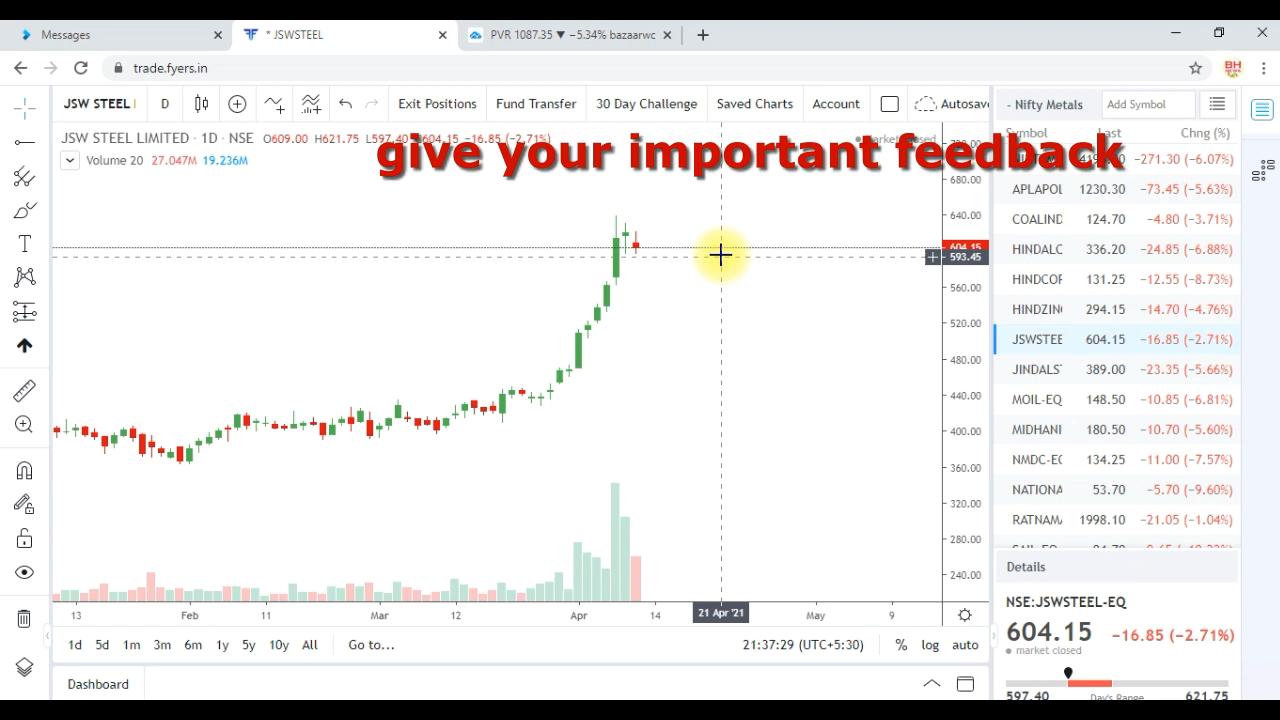 Messages
* JSWSTEEL
PVR 1087.35 ▼ −5.34% bazaarwc
trade.fyers.in
JSW STEEL
D
Exit Positions
Find Transfer
30 Day Challenge
Saved Charts
Account
Autosave
- Nifty Metals
Add Symbol
JSW STEEL LIMITED · 1D · NSE O609.00 H621.75 L597.40 604.15 −16.85 (−2.71%)
Volume 20 27.047M 19.236M
give your important feedback
Symbol Last Chng (%)
-271.30 (−6.07%)
APLAPOL 1230.30 −73.45 (−5.63%)
COALIND 124.70 −4.80 (−3.71%)
HINDALC 336.20 −24.85 (−6.88%)
HINDCOF 131.25 −12.55 (−8.73%)
HINDZIN 294.15 −14.70 (−4.76%)
JSWSTEE 604.15 −16.85 (−2.71%)
JINDALS 389.00 −23.35 (−5.66%)
MOIL-EQ 148.50 −10.85 (−6.81%)
MIDHANI 180.50 −10.70 (−5.60%)
NMDC-EC 134.25 −11.00 (−7.57%)
NATIONA 53.70 −5.70 (−9.60%)
RATNAM 1998.10 −21.05 (−1.04%)
680.00
640.00
604.15
593.45
560.00
520.00
480.00
440.00
400.00
360.00
320.00
280.00
240.00
13 Feb 11 Mar 12 Apr 14 21 Apr '21 May 9
1d 5d 1m 3m 6m 1y 5y 10y All Go to...
21:37:29 (UTC+5:30) % log auto
Dashboard
Details
NSE:JSWSTEEL-EQ
604.15 −16.85 (−2.71%)
market closed
597.40 Day's Range 621.75